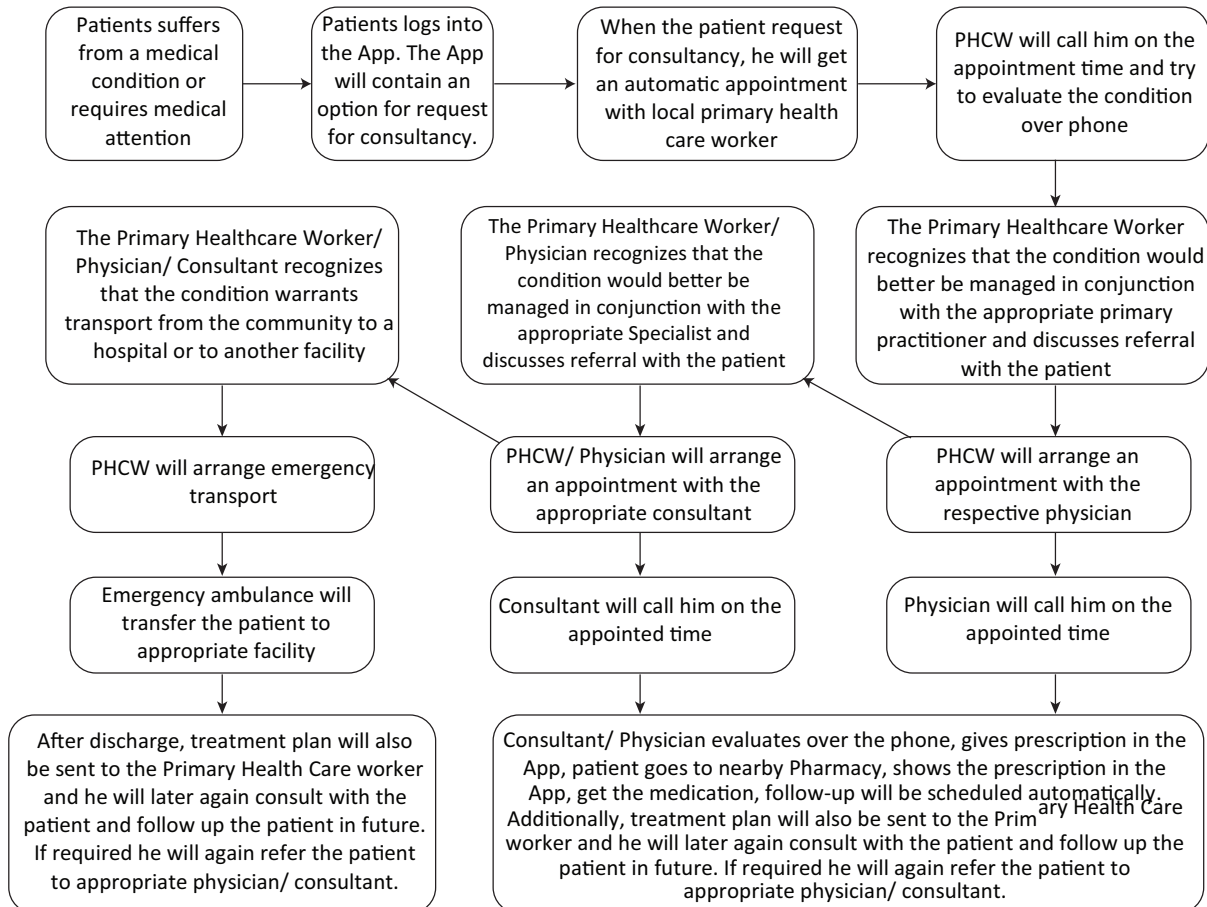 Patients suffers
from a medical
condition or
requires medical
attention
Patients logs into
the App. The App
will contain an
option for request
for consultancy.
When the patient request
for consultancy, he will get
an automatic appointment
with local primary health
care worker
PHCW will call him on the
appointment time and try
to evaluate the condition
over phone
The Primary Healthcare Worker/
Physician/ Consultant recognizes
that the condition warrants
transport from the community to a
hospital or to another facility
The Primary Healthcare Worker/
Physician recognizes that the
condition would better be
managed in conjunction with the
appropriate Specialist and
discusses referral with the patient
The Primary Healthcare Worker
recognizes that the condition would
better be managed in conjunction
with the appropriate primary
practitioner and discusses referral
with the patient
PHCW will arrange emergency
transport
PHCW/ Physician will arrange
an appointment with the
appropriate consultant
PHCW will arrange an
appointment with the
respective physician
Emergency ambulance will
transfer the patient to
appropriate facility
Consultant will call him on the
appointed time
Physician will call him on the
appointed time
After discharge, treatment plan will also
be sent to the Primary Health Care worker
and he will later again consult with the
patient and follow up the patient in future.
If required he will again refer the patient
to appropriate physician/ consultant.
Consultant/ Physician evaluates over the phone, gives prescription in the
App, patient goes to nearby Pharmacy, shows the prescription in the
App, get the medication, follow-up will be scheduled automatically.
Additionally, treatment plan will also be sent to the Primary Health Care
worker and he will later again consult with the patient and follow up the
patient in future. If required he will again refer the patient to
appropriate physician/ consultant.